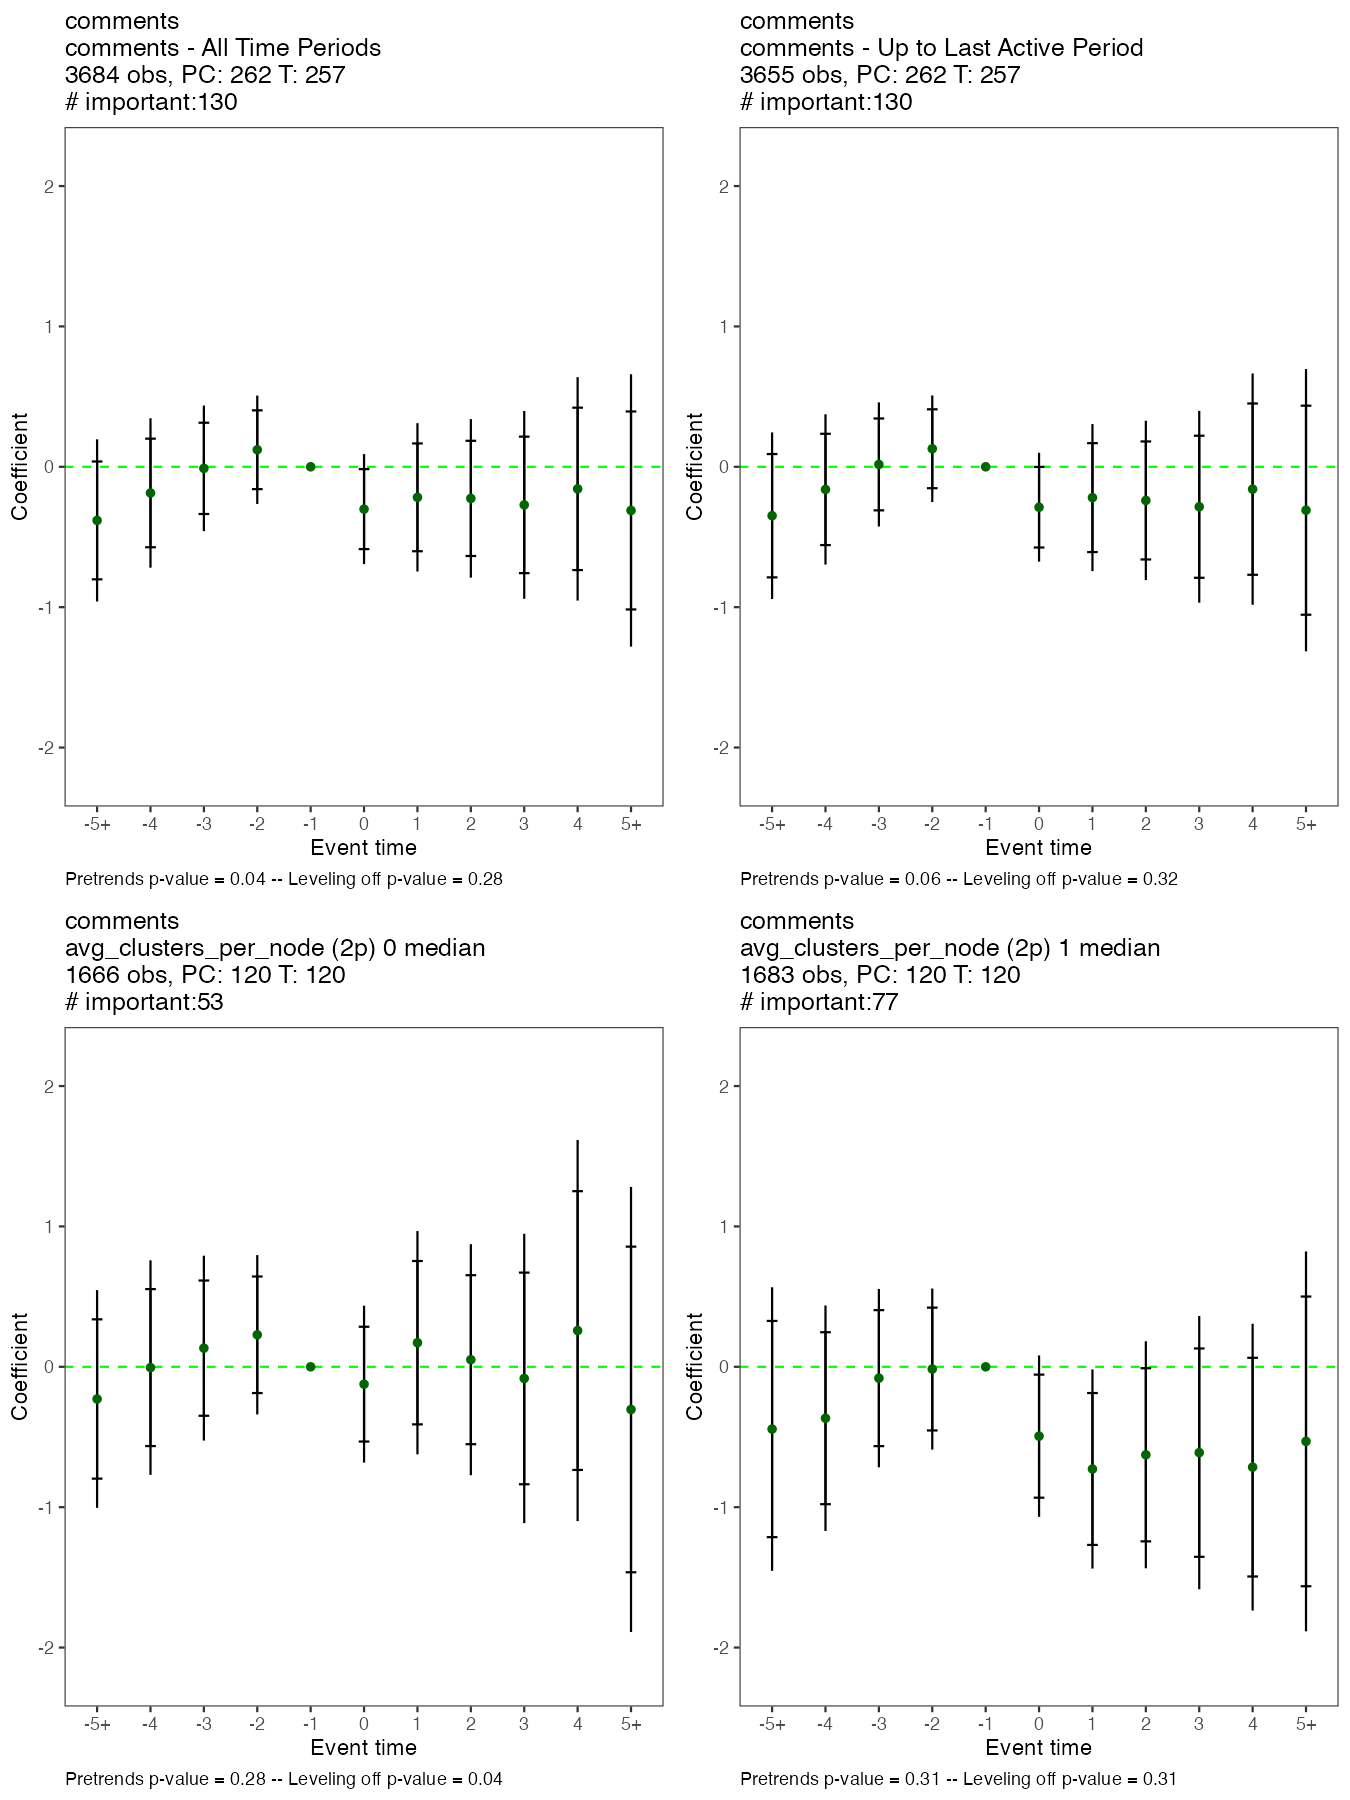 comments
comments - All Time Periods
3684 obs, PC: 262 T: 257
# important:130
2
1
0
-1
-2
Coefficient
-5+ -4 -3 -2 -1 0 1 2 3 4 5+
Event time
Pretrends p-value = 0.04 -- Leveling off p-value = 0.28
comments
comments - Up to Last Active Period
3655 obs, PC: 262 T: 257
# important:130
2
1
0
-1
-2
Coefficient
-5+ -4 -3 -2 -1 0 1 2 3 4 5+
Event time
Pretrends p-value = 0.06 -- Leveling off p-value = 0.32
comments
avg_clusters_per_node (2p) 0 median
1666 obs, PC: 120 T: 120
# important:53
2
1
0
-1
-2
Coefficient
-5+ -4 -3 -2 -1 0 1 2 3 4 5+
Event time
Pretrends p-value = 0.28 -- Leveling off p-value = 0.04
comments
avg_clusters_per_node (2p) 1 median
1683 obs, PC: 120 T: 120
# important:77
2
1
0
-1
-2
Coefficient
-5+ -4 -3 -2 -1 0 1 2 3 4 5+
Event time
Pretrends p-value = 0.31 -- Leveling off p-value = 0.31